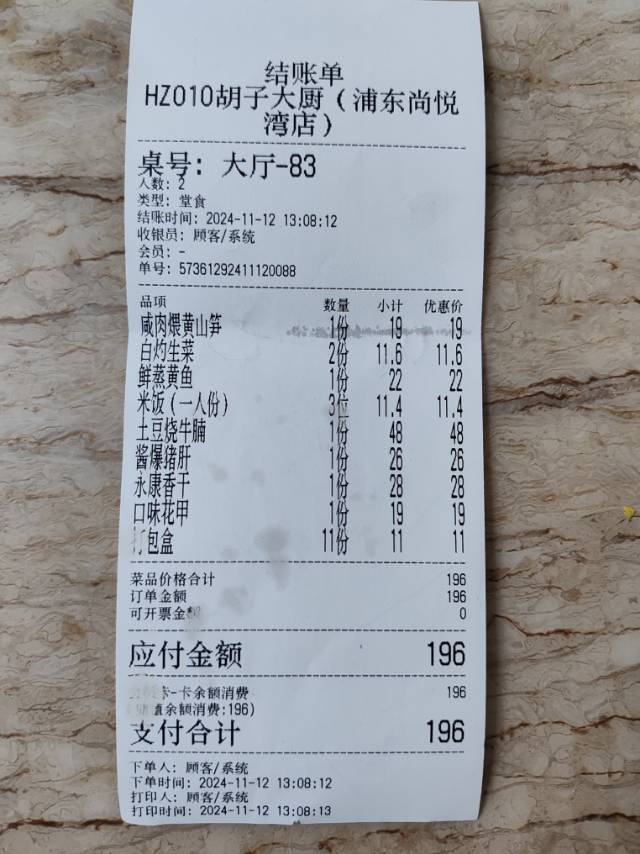 结账单
HZ010胡子大厨（浦东尚悦
湾店）
桌号：大厅-83
人数：2
类型：堂食
结账时间：2024-11-12 13:08:12
收银员：顾客/系统
会员：-
单号：57361292411120088
品项 数量 小计 优惠价
咸肉煨黄山笋 1份 19 19
白灼生菜 2份 11.6 11.6
鲜蒸黄鱼 1份 22 22
米饭（一人份） 3位 11.4 11.4
土豆烧牛腩 1份 48 48
酱爆猪肝 1份 26 26
永康香干 1份 28 28
口味花甲 1份 19 19
打包盒 11份 11 11
菜品价格合计 196
订单金额 196
可开票金额 0
应付金额 196
卡-卡余额消费 196
值余额消费:196)
支付合计 196
下单人：顾客/系统
下单时间：2024-11-12 13:08:12
打印人：顾客/系统
打印时间：2024-11-12 13:08:13